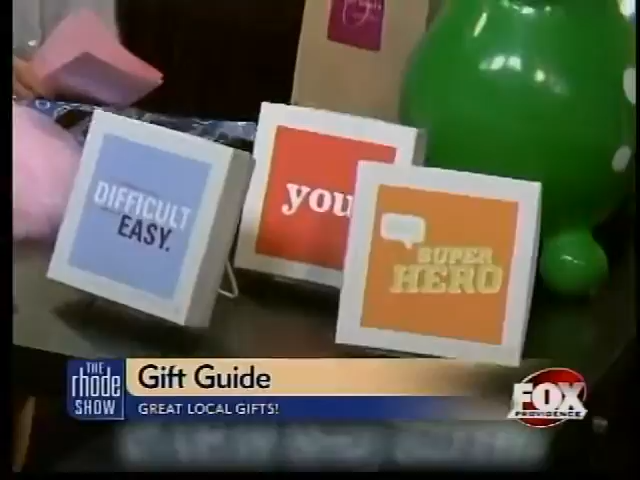 DIFFICULT
EASY.
you
SUPER
HERO
THE
rhode
SHOW
Gift Guide
GREAT LOCAL GIFTS!
FOX
PROVIDENCE